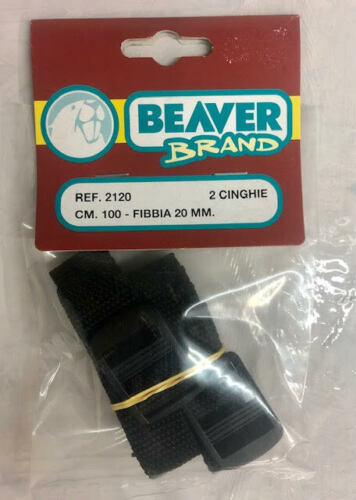 BEAVER
BRAND
REF. 2120 2 CINGHIE
CM. 100 - FIBBIA 20 MM.